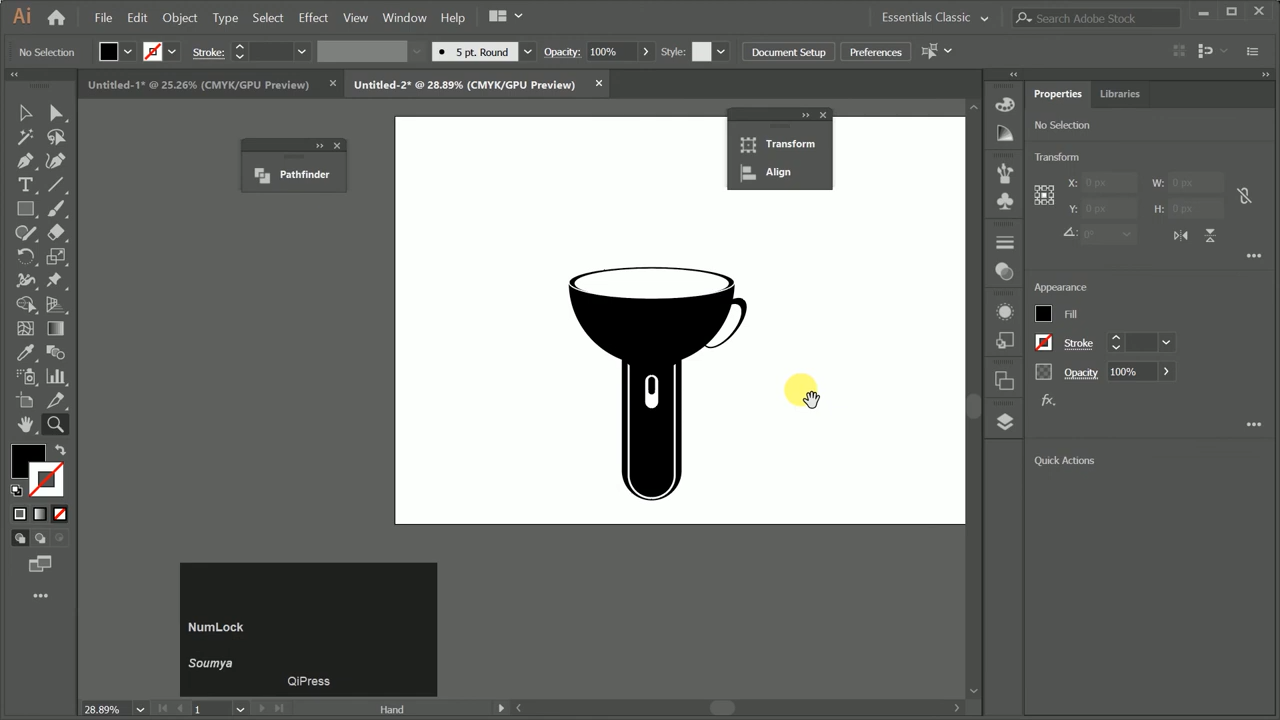 Ai File Edit Object Type Select Effect View Window Help Essentials Classic Search Adobe Stock
No Selection Stroke: 5 pt. Round Opacity: 100% Style: Document Setup Preferences
Untitled-1* @ 25.26% (CMYK/GPU Preview) Untitled-2* @ 28.89% (CMYK/GPU Preview)
Properties Libraries
No Selection
Transform
Align
Pathfinder
Transform
X: 0 px W: 0 px
Y: 0 px H: 0 px
0°
Appearance
Fill
Stroke
Opacity 100%
fx.
Quick Actions
NumLock
Soumya
QiPress
28.89% 1 Hand